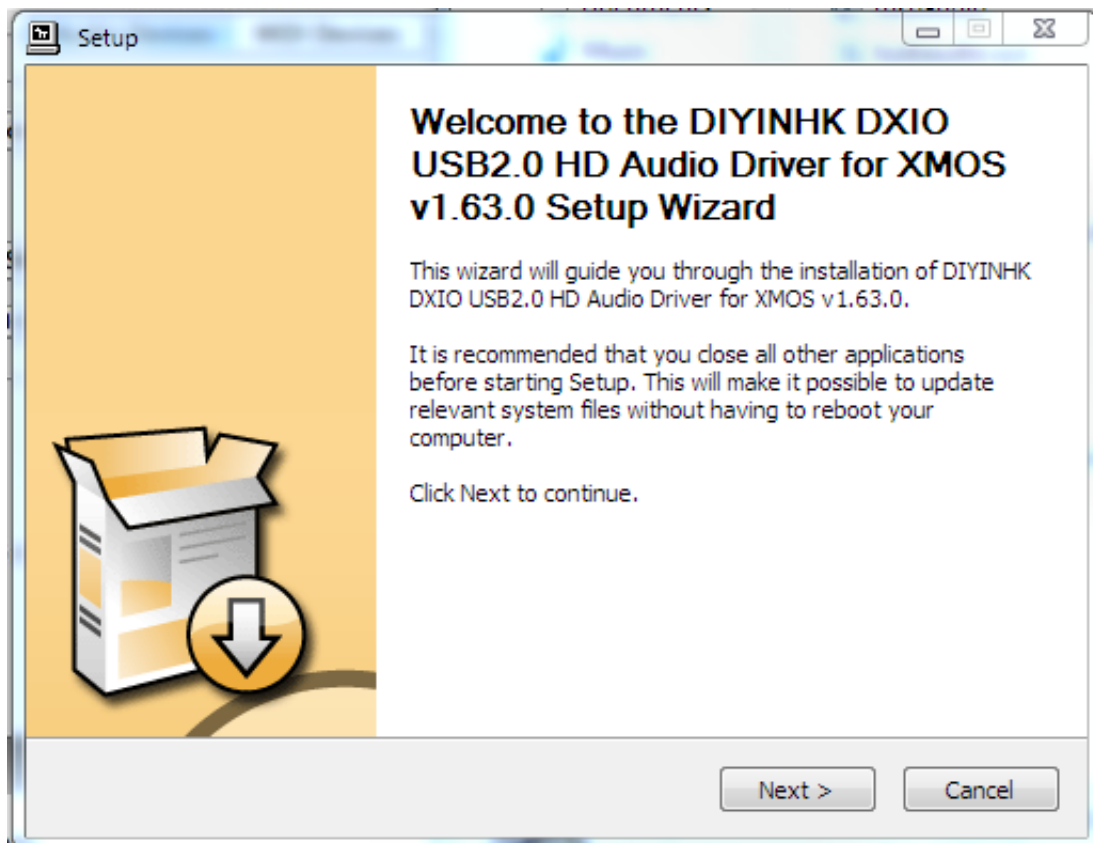 Setup
Welcome to the DIYINHK DXIO
USB2.0 HD Audio Driver for XMOS
v1.63.0 Setup Wizard
This wizard will guide you through the installation of DIYINHK
DXIO USB2.0 HD Audio Driver for XMOS v1.63.0.
It is recommended that you close all other applications
before starting Setup. This will make it possible to update
relevant system files without having to reboot your
computer.
Click Next to continue.
Next >
Cancel